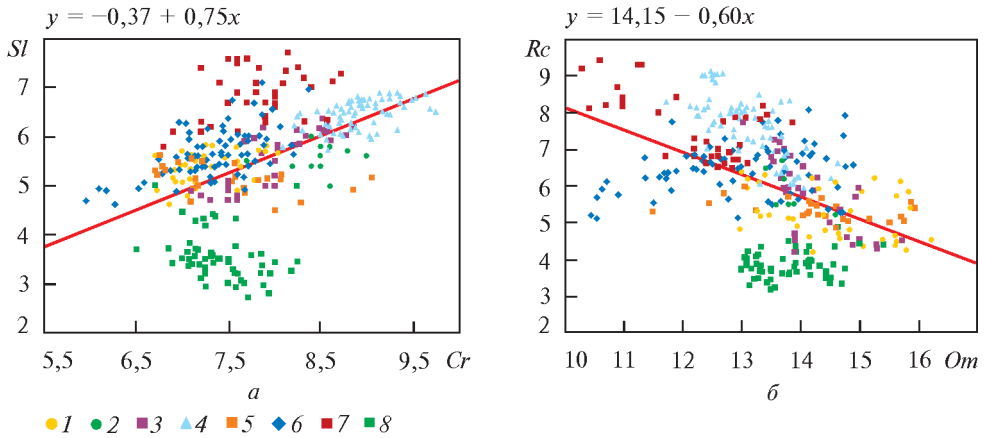 y = −0,37 + 0,75x
Sl
7
6
5
4
3
2
5,5 6,5 7,5 8,5 9,5 Cr
а
y = 14,15 − 0,60x
Rc
9
8
7
6
5
4
3
2
10 11 12 13 14 15 16 Om
б
1 2 3 4 5 6 7 8